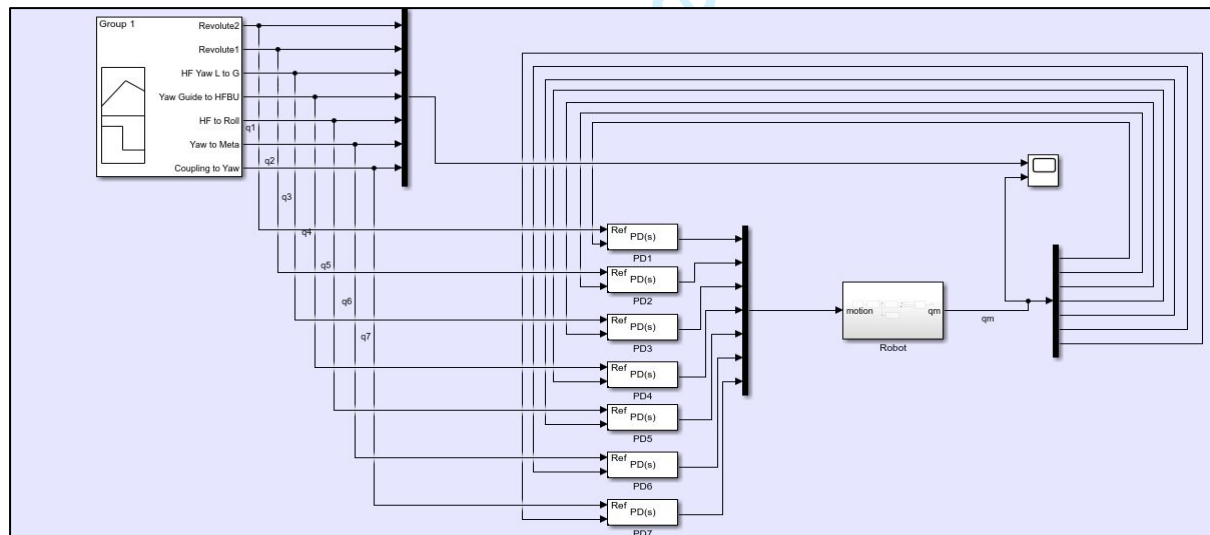 Group 1
Revolute2
Revolute1
HF Yaw L to G
Yaw Guide to HFBU
HF to Roll
Yaw to Meta
Coupling to Yaw
q1
q2
q3
q4
q5
q6
q7
Ref
PD(s)
PD1
Ref
PD(s)
PD2
Ref
PD(s)
PD3
Ref
PD(s)
PD4
Ref
PD(s)
PD5
Ref
PD(s)
PD6
Ref
PD(s)
PD7
motion
qm
Robot
qm